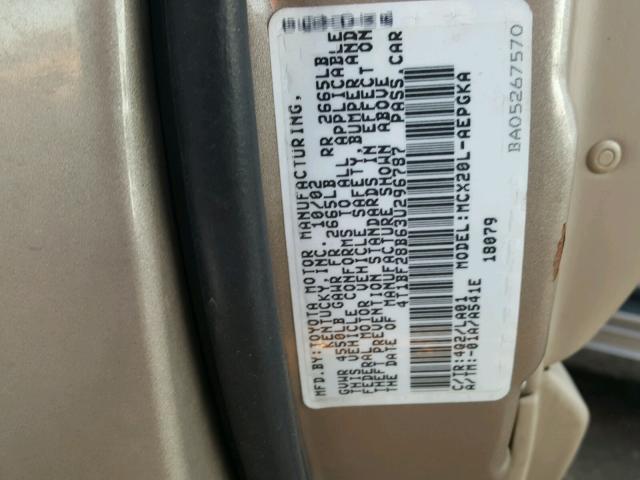 MFD.BY:TOYOTA MOTOR MANUFACTURING,
KENTUCKY,INC. 10/02
GVWR 4550LB GAWR FR 2665LB RR 2665LB
THIS VEHICLE CONFORMS TO ALL APPLICABLE
FEDERAL MOTOR VEHICLE SAFETY,BUMPER AND
THEFT PREVENTION STANDARDS IN EFFECT ON
THE DATE OF MANUFACTURE SHOWN ABOVE
4T1BF28B63U296787 PASS.CAR
C/TR:4Q2/LA01 MODEL:MCX20L-AEPGKA
A/TM:-01A/A541E 18079
BA05267570